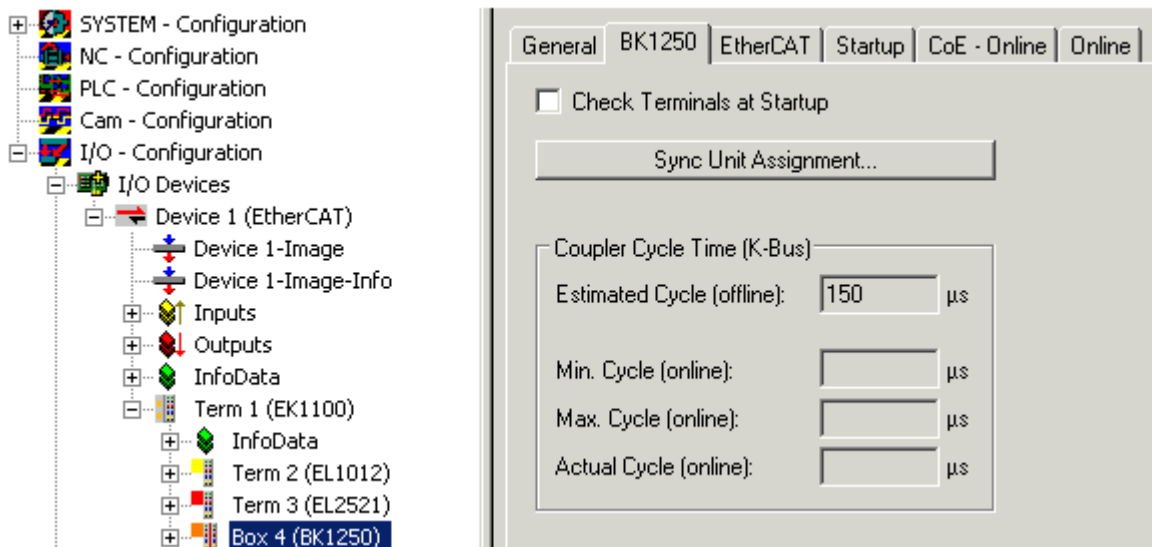 SYSTEM - Configuration
NC - Configuration
PLC - Configuration
Cam - Configuration
I/O - Configuration
I/O Devices
Device 1 (EtherCAT)
Device 1-Image
Device 1-Image-Info
Inputs
Outputs
InfoData
Term 1 (EK1100)
InfoData
Term 2 (EL1012)
Term 3 (EL2521)
Box 4 (BK1250)
General BK1250 EtherCAT Startup CoE - Online Online
Check Terminals at Startup
Sync Unit Assignment...
Coupler Cycle Time (K-Bus)
Estimated Cycle (offline): 150 µs
Min. Cycle (online): µs
Max. Cycle (online): µs
Actual Cycle (online): µs